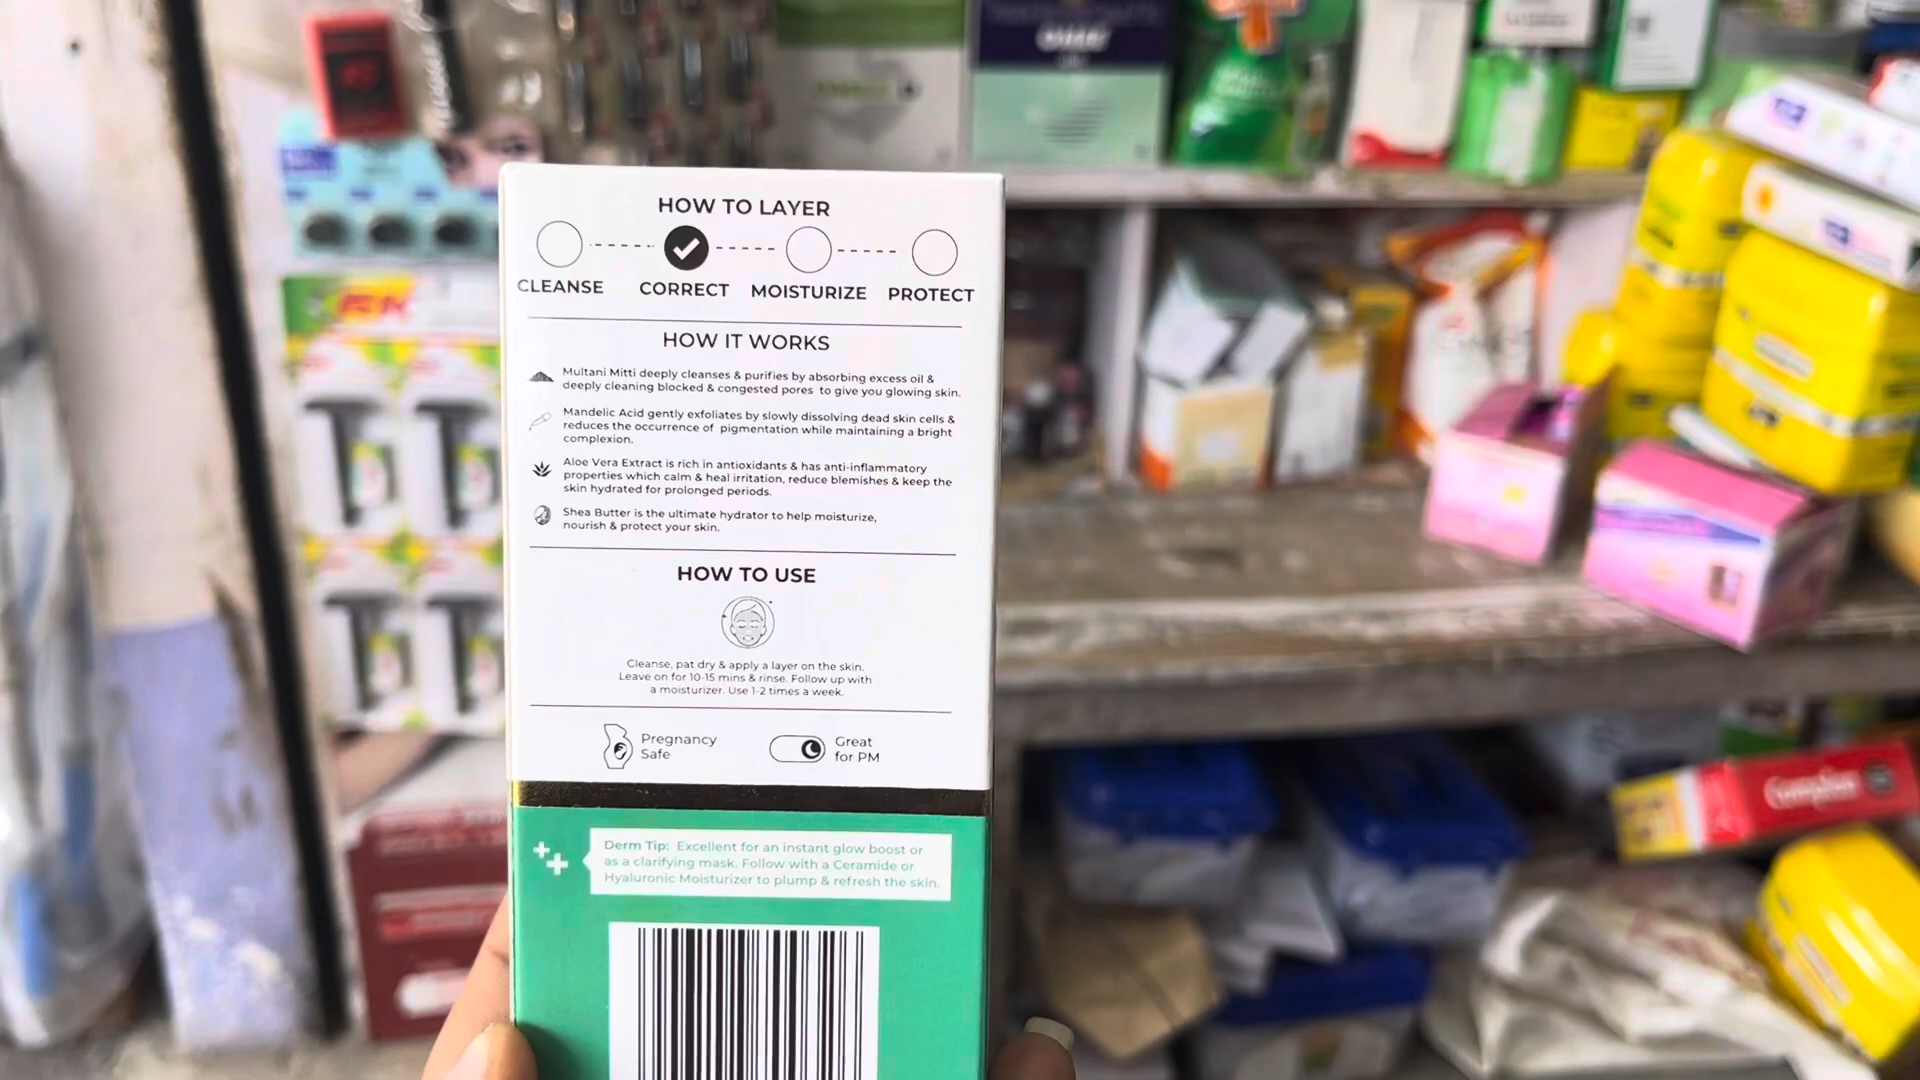 HOW TO LAYER
CLEANSE CORRECT MOISTURIZE PROTECT
HOW IT WORKS
Multani Mitti deeply cleanses & purifies by absorbing excess oil &
deeply cleaning blocked & congested pores to give you glowing skin.
Mandelic Acid gently exfoliates by slowly dissolving dead skin cells &
reduces the occurrence of pigmentation while maintaining a bright
complexion.
Aloe Vera Extract is rich in antioxidants & has anti-inflammatory
properties which calm & heal irritation, reduce blemishes & keep the
skin hydrated for prolonged periods.
Shea Butter is the ultimate hydrator to help moisturize,
nourish & protect your skin.
HOW TO USE
Cleanse, pat dry & apply a layer on the skin.
Leave on for 10-15 mins & rinse. Follow up with
a moisturizer. Use 1-2 times a week.
Pregnancy
Safe
Great
for PM
Derm Tip: Excellent for an instant glow boost or
as a clarifying mask. Follow with a Ceramide or
Hyaluronic Moisturizer to plump & refresh the skin.